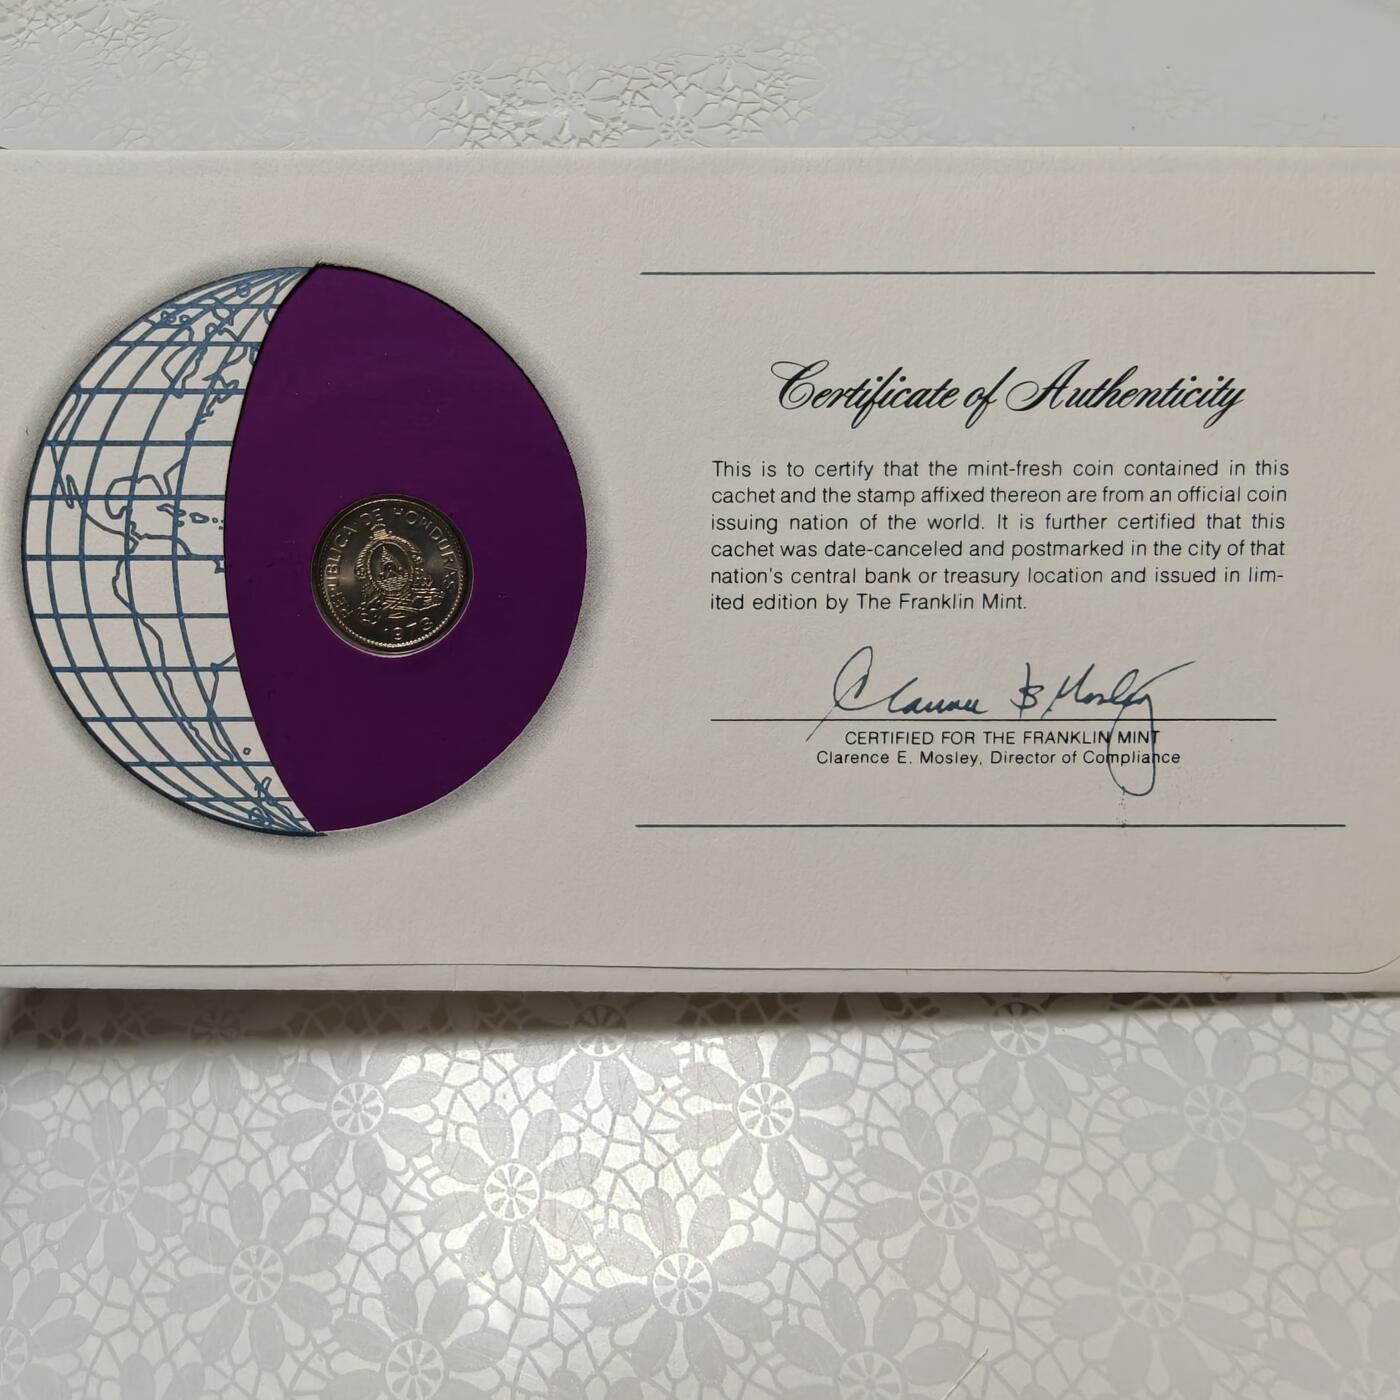 REPUBLICA DE HONDURAS
1973
Certificate of Authenticity
This is to certify that the mint-fresh coin contained in this
cachet and the stamp affixed thereon are from an official coin
issuing nation of the world. It is further certified that this
cachet was date-canceled and postmarked in the city of that
nation's central bank or treasury location and issued in lim-
ited edition by The Franklin Mint.
CERTIFIED FOR THE FRANKLIN MINT
Clarence E. Mosley, Director of Compliance